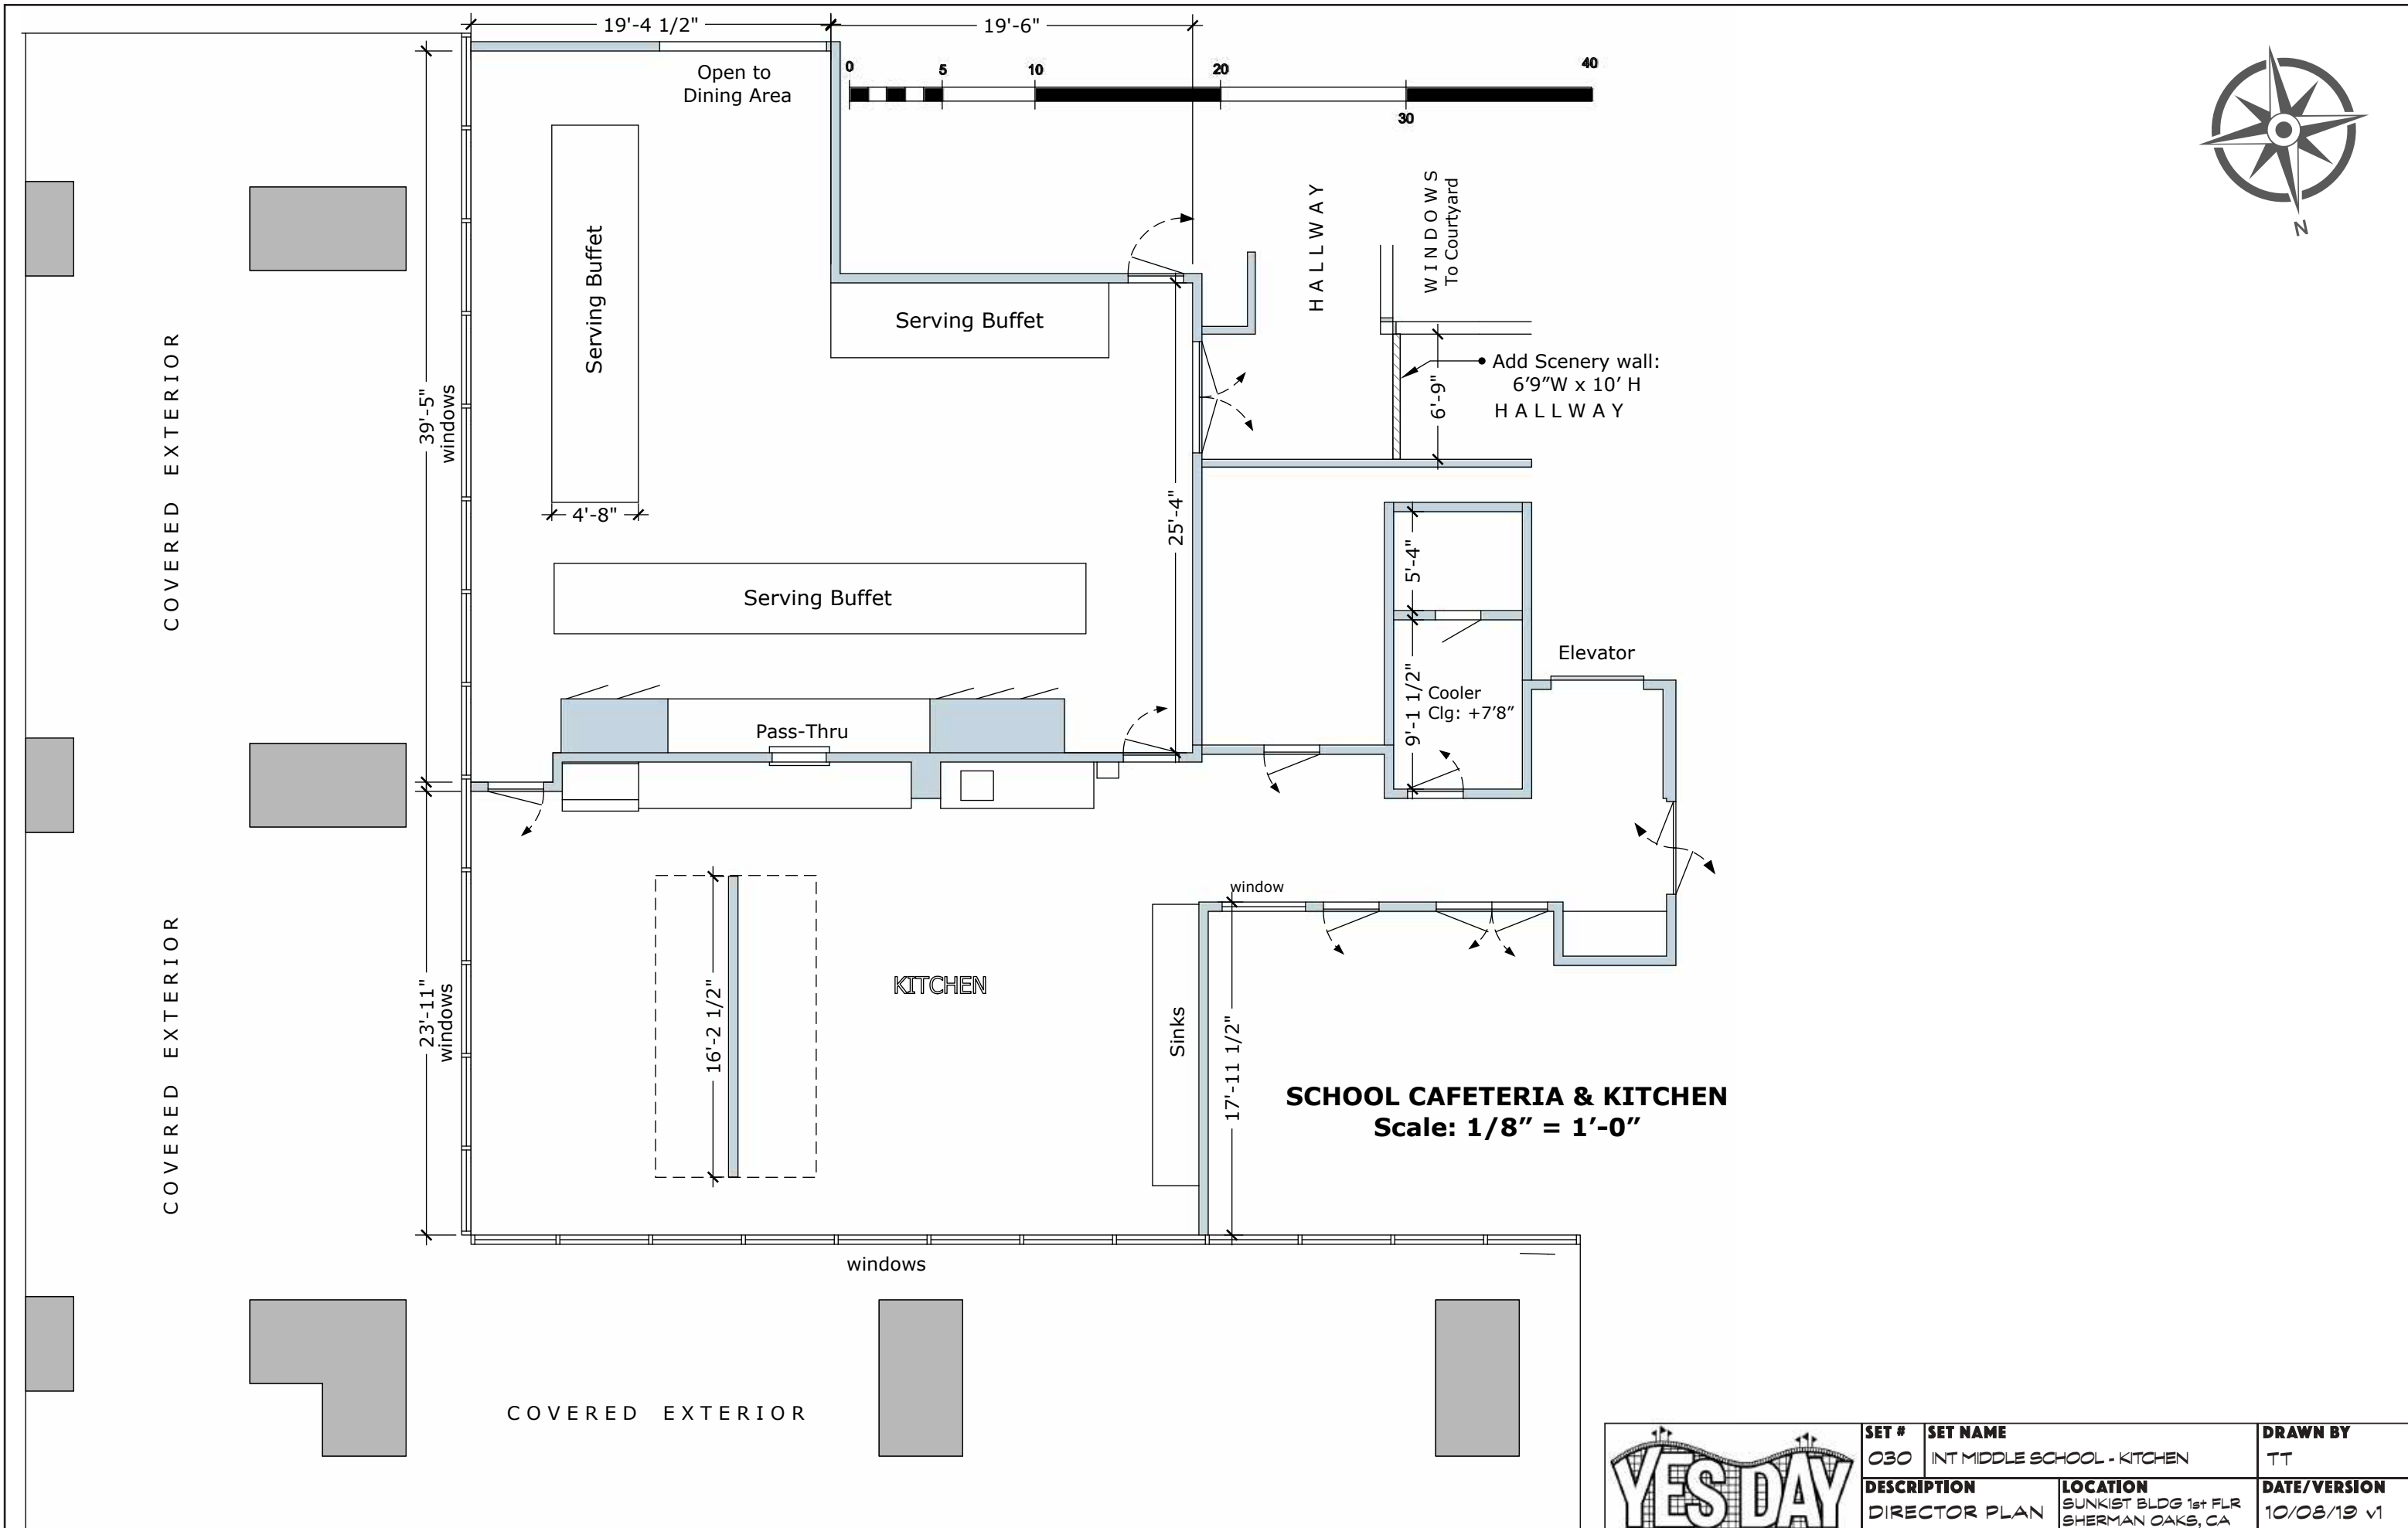 19'-4 1/2"
19'-6"
0
5
10
20
30
40
Open to
Dining Area
N
HALLWAY
WINDOWS
To Courtyard
Serving Buffet
Serving Buffet
COVERED EXTERIOR
39'-5"
windows
Add Scenery wall:
6’9”W x 10’ H
HALLWAY
6'-9"
4'-8"
25'-4"
5'-4"
Serving Buffet
Elevator
Cooler
Clg: +7’8”
9'-1 1/2"
Pass-Thru
window
COVERED EXTERIOR
23'-11"
windows
16'-2 1/2"
KITCHEN
Sinks
17'-11 1/2"
SCHOOL CAFETERIA & KITCHEN
Scale: 1/8” = 1’-0”
windows
COVERED EXTERIOR
YES DAY
SET #
030
SET NAME
INT MIDDLE SCHOOL - KITCHEN
DRAWN BY
TT
DESCRIPTION
DIRECTOR PLAN
LOCATION
SUNKIST BLDG 1st FLR
SHERMAN OAKS, CA
DATE/VERSION
10/08/19 v1